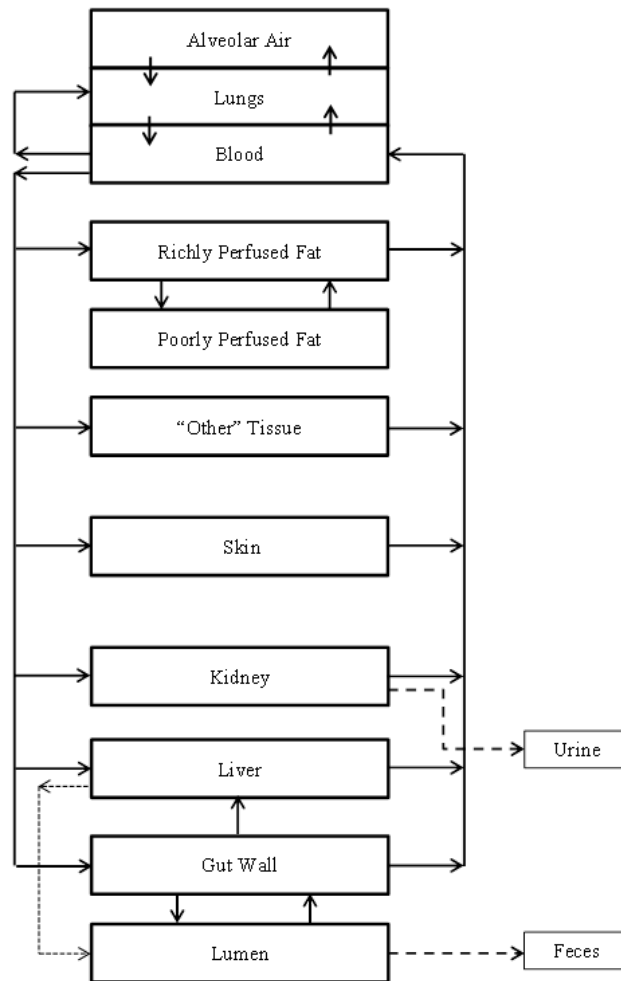 Alveolar Air
Lungs
Blood
Richly Perfused Fat
Poorly Perfused Fat
“Other” Tissue
Skin
Kidney
Urine
Liver
Gut Wall
Lumen
Feces